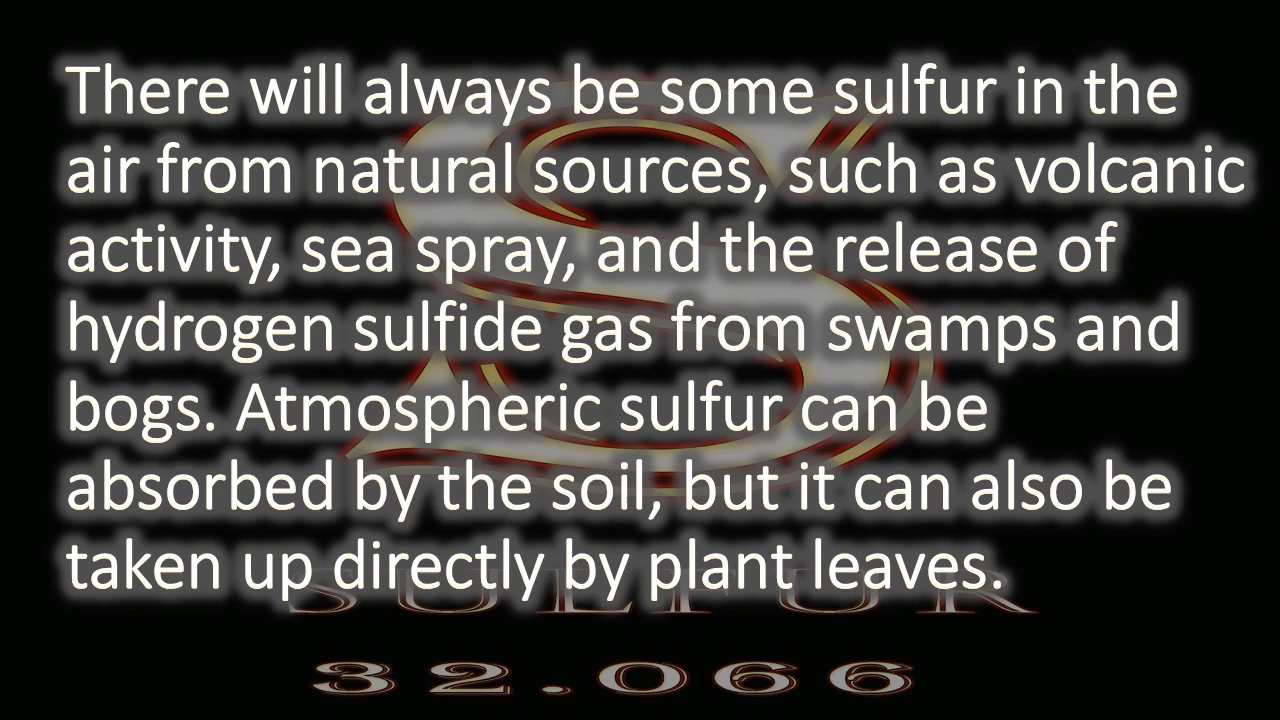 There will always be some sulfur in the
air from natural sources, such as volcanic
activity, sea spray, and the release of
hydrogen sulfide gas from swamps and
bogs. Atmospheric sulfur can be
absorbed by the soil, but it can also be
taken up directly by plant leaves.
S
SULFUR
32.066